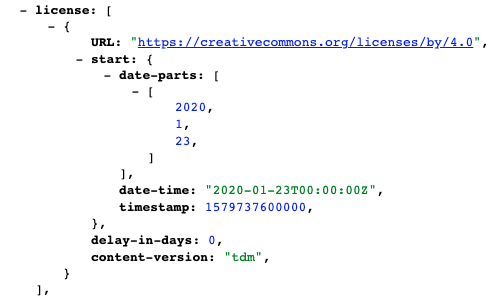 - license: [
- {
URL: "https://creativecommons.org/licenses/by/4.0",
- start: {
- date-parts: [
- [
2020,
1,
23,
]
],
date-time: "2020-01-23T00:00:00Z",
timestamp: 1579737600000,
},
delay-in-days: 0,
content-version: "tdm",
}
],